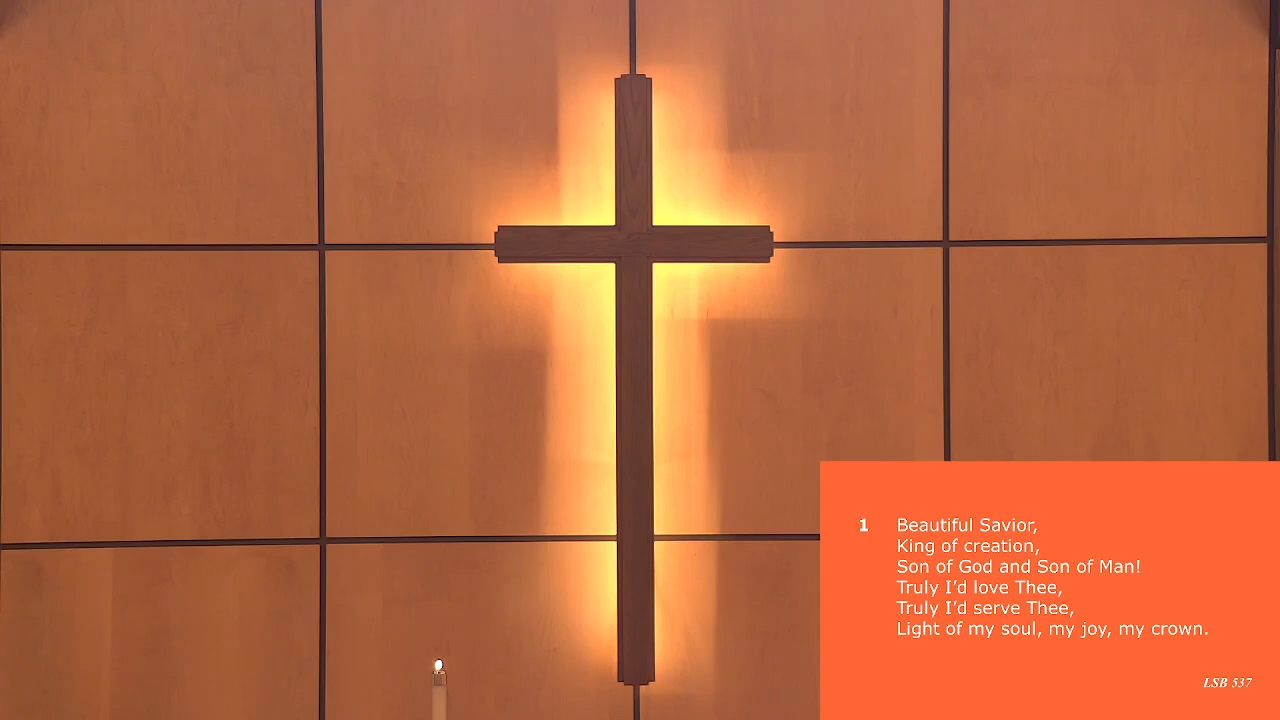 1 Beautiful Savior,
King of creation,
Son of God and Son of Man!
Truly I’d love Thee,
Truly I’d serve Thee,
Light of my soul, my joy, my crown.
LSB 537